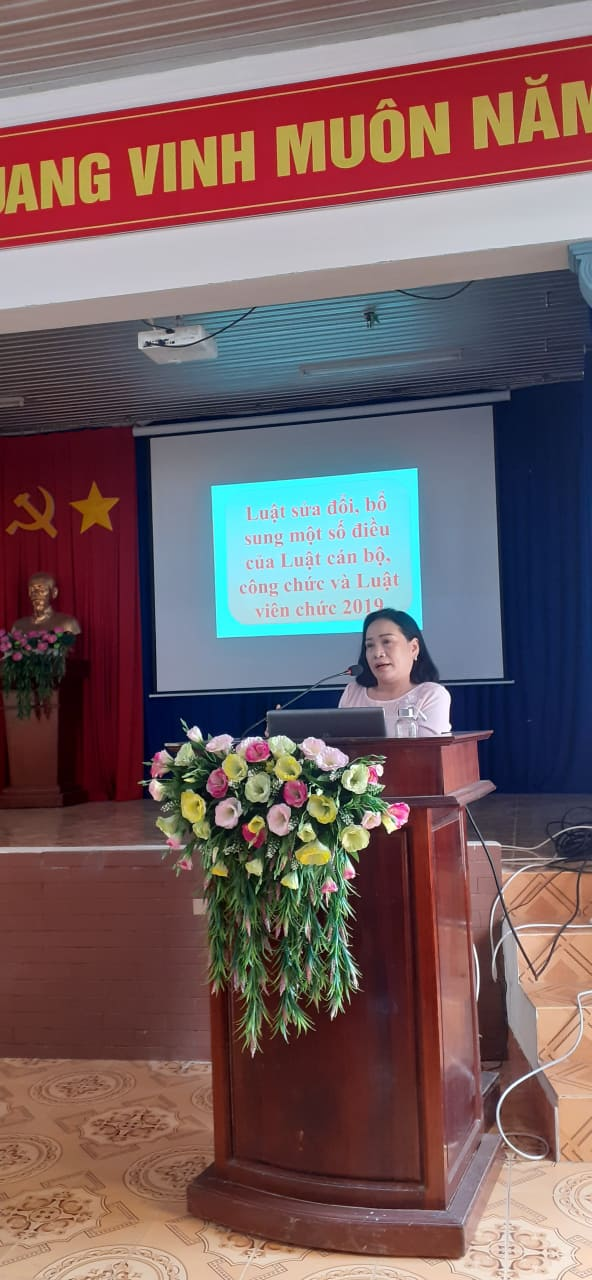 QUANG VINH MUÔN NĂM
Luật sửa đổi, bổ
sung một số điều
của Luật cán bộ,
công chức và Luật
viên chức 2019